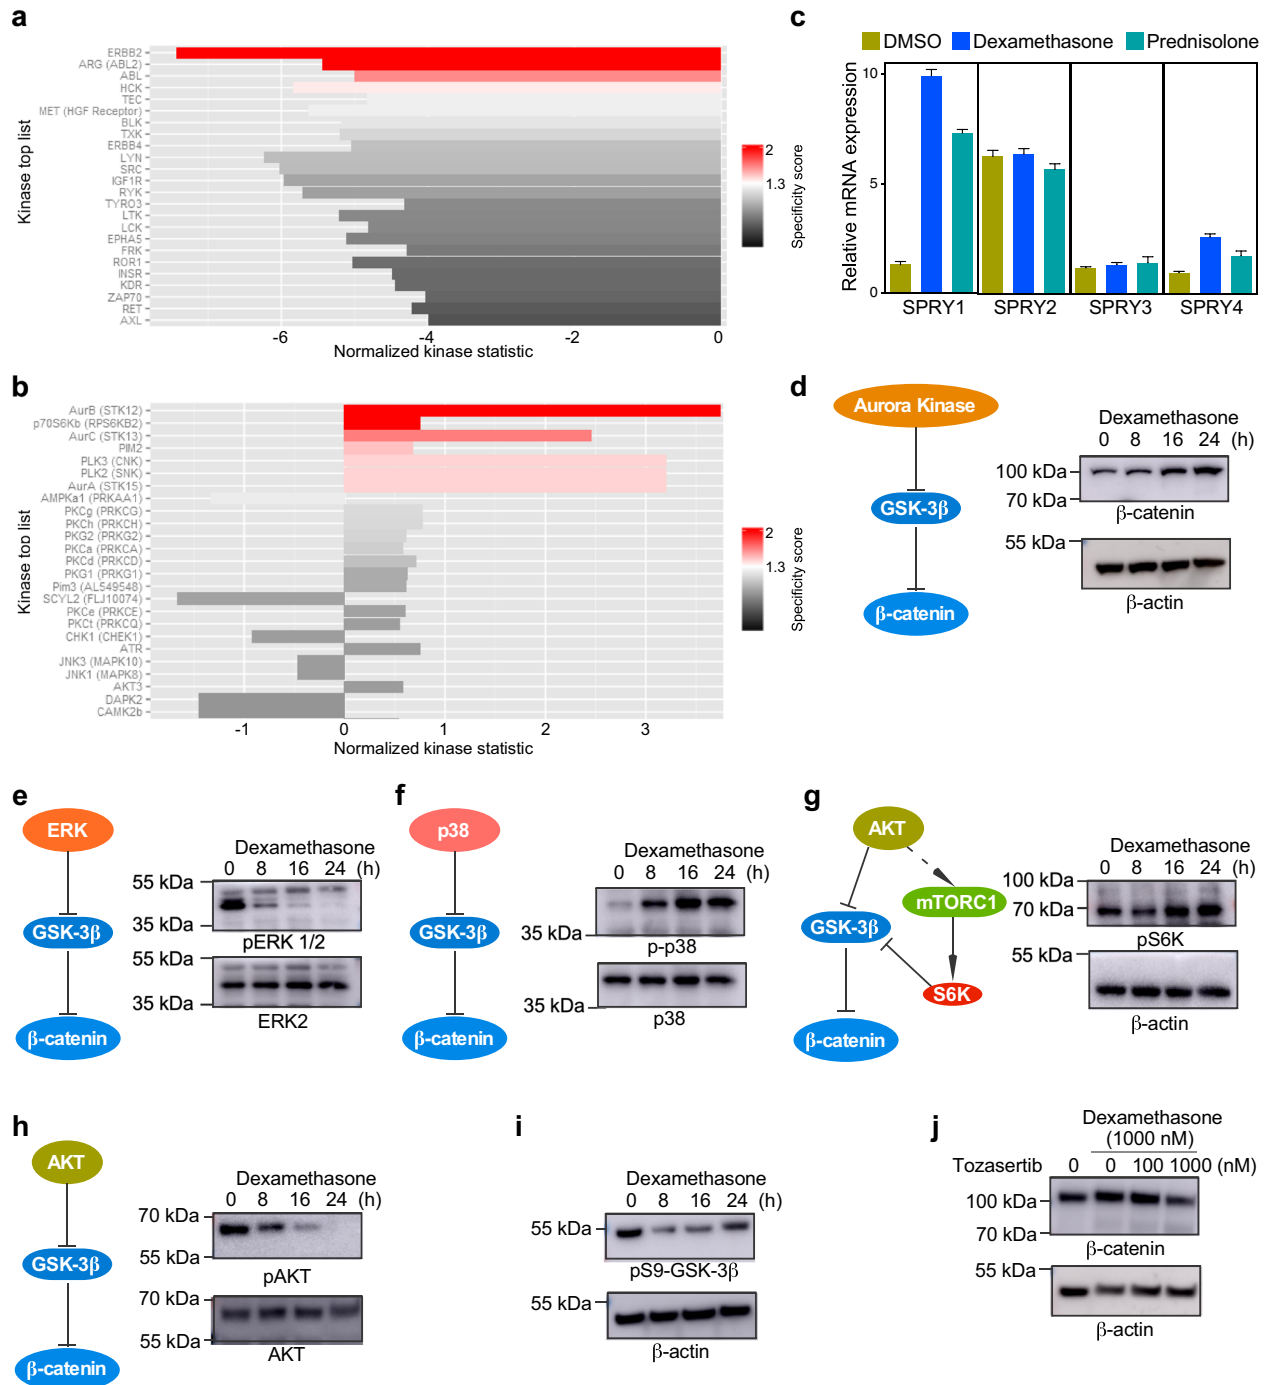 a
Kinase top list
ERBB2
ARG (ABL2)
ABL
HCK
TEC
MET (HGF Receptor)
BLK
TXK
ERBB4
LYN
SRC
IGF1R
RYK
TYRO3
LTK
LCK
EPHA5
FRK
ROR1
INSR
KDR
ZAP70
RET
AXL
-6 -4 -2 0
Normalized kinase statistic
2
1.3
Specificity score
b
Kinase top list
AurB (STK12)
p70S6Kb (RPS6KB2)
AurC (STK13)
PIM2
PLK3 (CNK)
PLK2 (SNK)
AurA (STK15)
AMPKa1 (PRKAA1)
PKCg (PRKCG)
PKCh (PRKCH)
PKG2 (PRKG2)
PKCa (PRKCA)
PKCd (PRKCD)
PKG1 (PRKG1)
Pim3 (AL549548)
SCYL2 (FLJ10074)
PKCe (PRKCE)
PKCt (PRKCQ)
CHK1 (CHEK1)
ATR
JNK3 (MAPK10)
JNK1 (MAPK8)
AKT3
DAPK2
CAMK2b
-1 0 1 2 3
Normalized kinase statistic
2
1.3
Specificity score
c
DMSO Dexamethasone Prednisolone
Relative mRNA expression
10
5
0
SPRY1 SPRY2 SPRY3 SPRY4
d
Aurora Kinase
GSK-3β
β-catenin
Dexamethasone
0 8 16 24 (h)
100 kDa
70 kDa
β-catenin
55 kDa
β-actin
e
ERK
GSK-3β
β-catenin
Dexamethasone
0 8 16 24 (h)
55 kDa
35 kDa
pERK 1/2
55 kDa
35 kDa
ERK2
f
p38
GSK-3β
β-catenin
Dexamethasone
0 8 16 24 (h)
35 kDa
p-p38
35 kDa
p38
g
AKT
mTORC1
GSK-3β
S6K
β-catenin
Dexamethasone
0 8 16 24 (h)
100 kDa
70 kDa
pS6K
55 kDa
β-actin
h
AKT
GSK-3β
β-catenin
Dexamethasone
0 8 16 24 (h)
70 kDa
55 kDa
pAKT
70 kDa
55 kDa
AKT
i
Dexamethasone
0 8 16 24 (h)
55 kDa
pS9-GSK-3β
55 kDa
β-actin
j
Dexamethasone
(1000 nM)
Tozasertib 0 0 100 1000 (nM)
100 kDa
70 kDa
β-catenin
55 kDa
β-actin